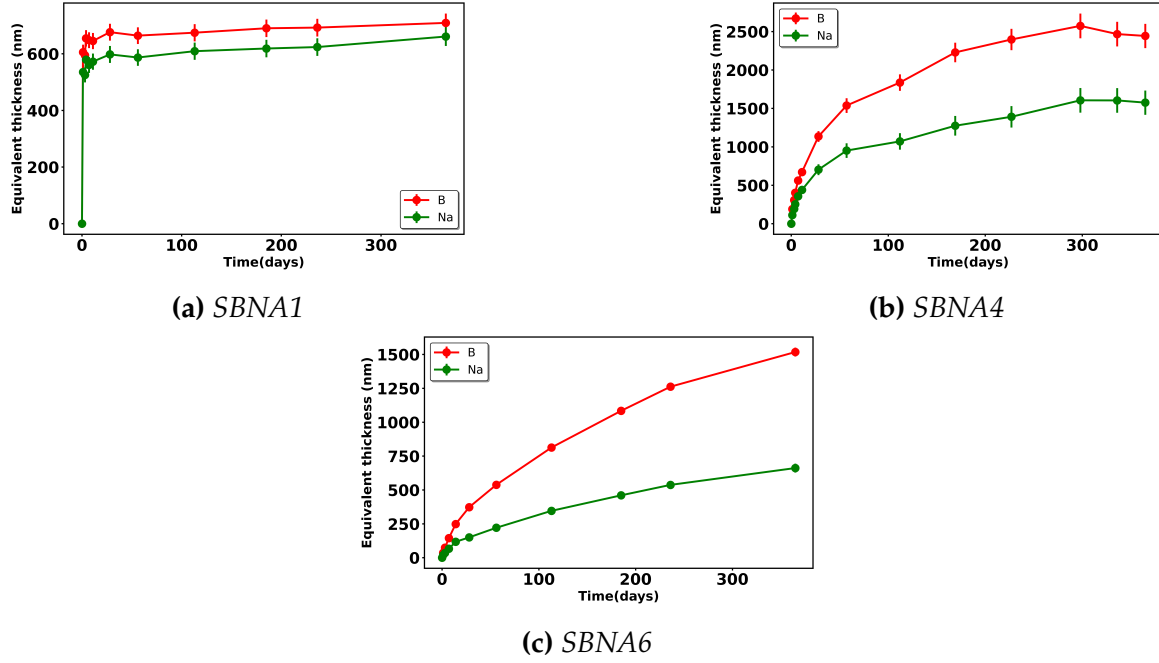 Equivalent thickness (nm)
600
400
200
0
B
Na
0 100 200 300
Time(days)
(a) SBNA1
Equivalent thickness (nm)
B
Na
2500
2000
1500
1000
500
0
0 100 200 300
Time(days)
(b) SBNA4
Equivalent thickness (nm)
B
Na
1500
1250
1000
750
500
250
0
0 100 200 300
Time(days)
(c) SBNA6